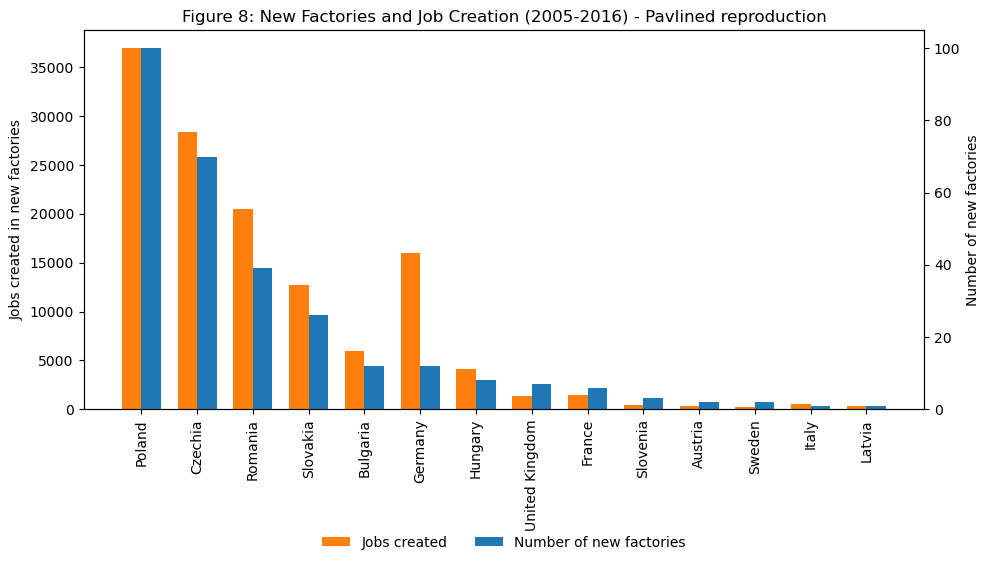 Figure 8: New Factories and Job Creation (2005-2016) - Pavlined reproduction
Jobs created in new factories
35000
30000
25000
20000
15000
10000
5000
0
100
80
60
40
20
0
Number of new factories
Poland
Czechia
Romania
Slovakia
Bulgaria
Germany
Hungary
United Kingdom
France
Slovenia
Austria
Sweden
Italy
Latvia
Jobs created
Number of new factories